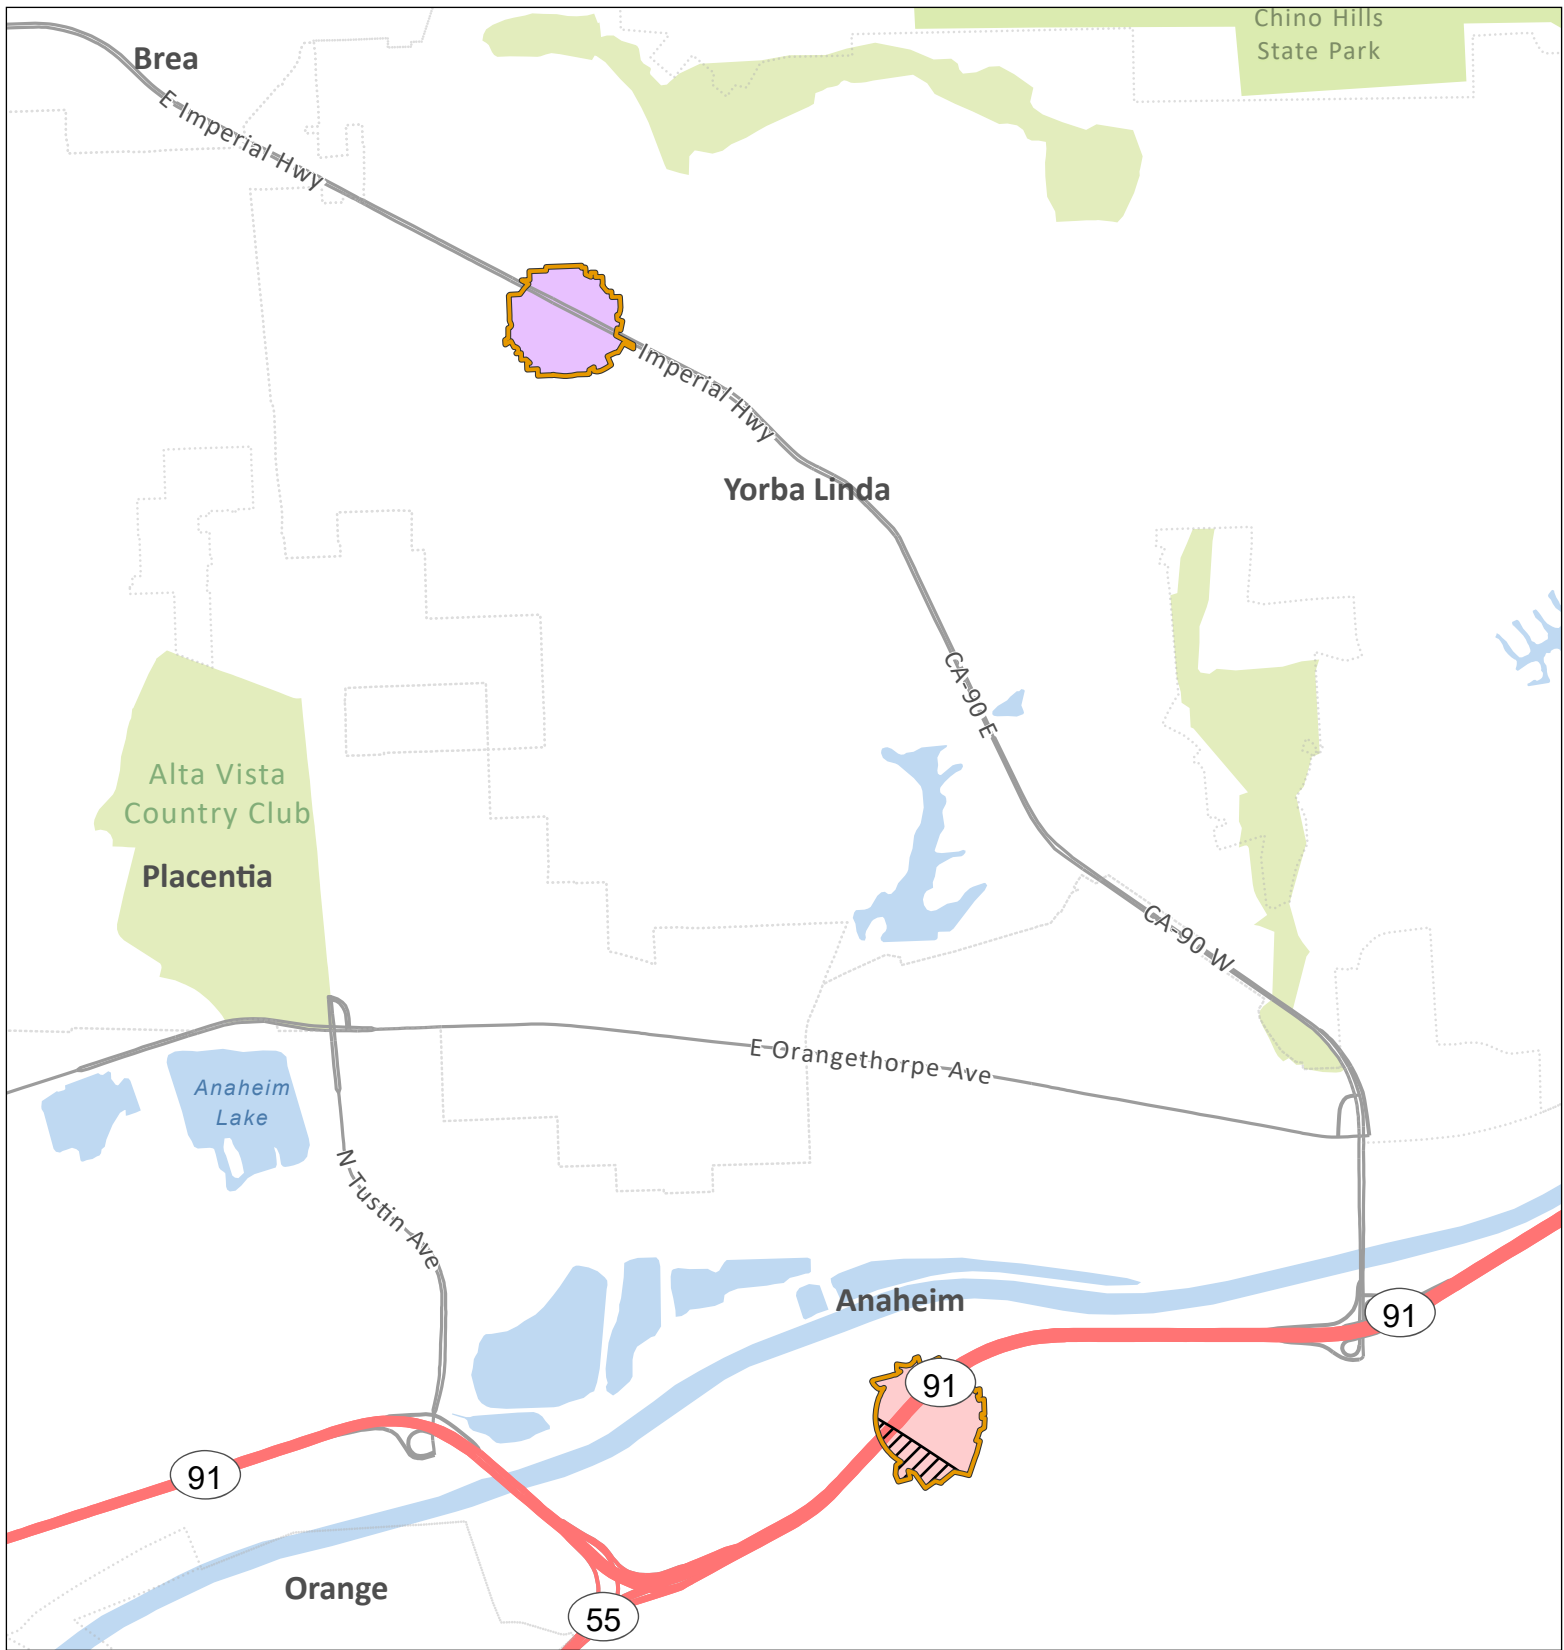 Chino Hills
State Park
Brea
E Imperial Hwy
Imperial Hwy
Yorba Linda
CA-90 E
Alta Vista
Country Club
Placentia
CA-90 W
E Orangethorpe Ave
Anaheim
Lake
N Tustin Ave
Anaheim
91
91
91
Orange
55